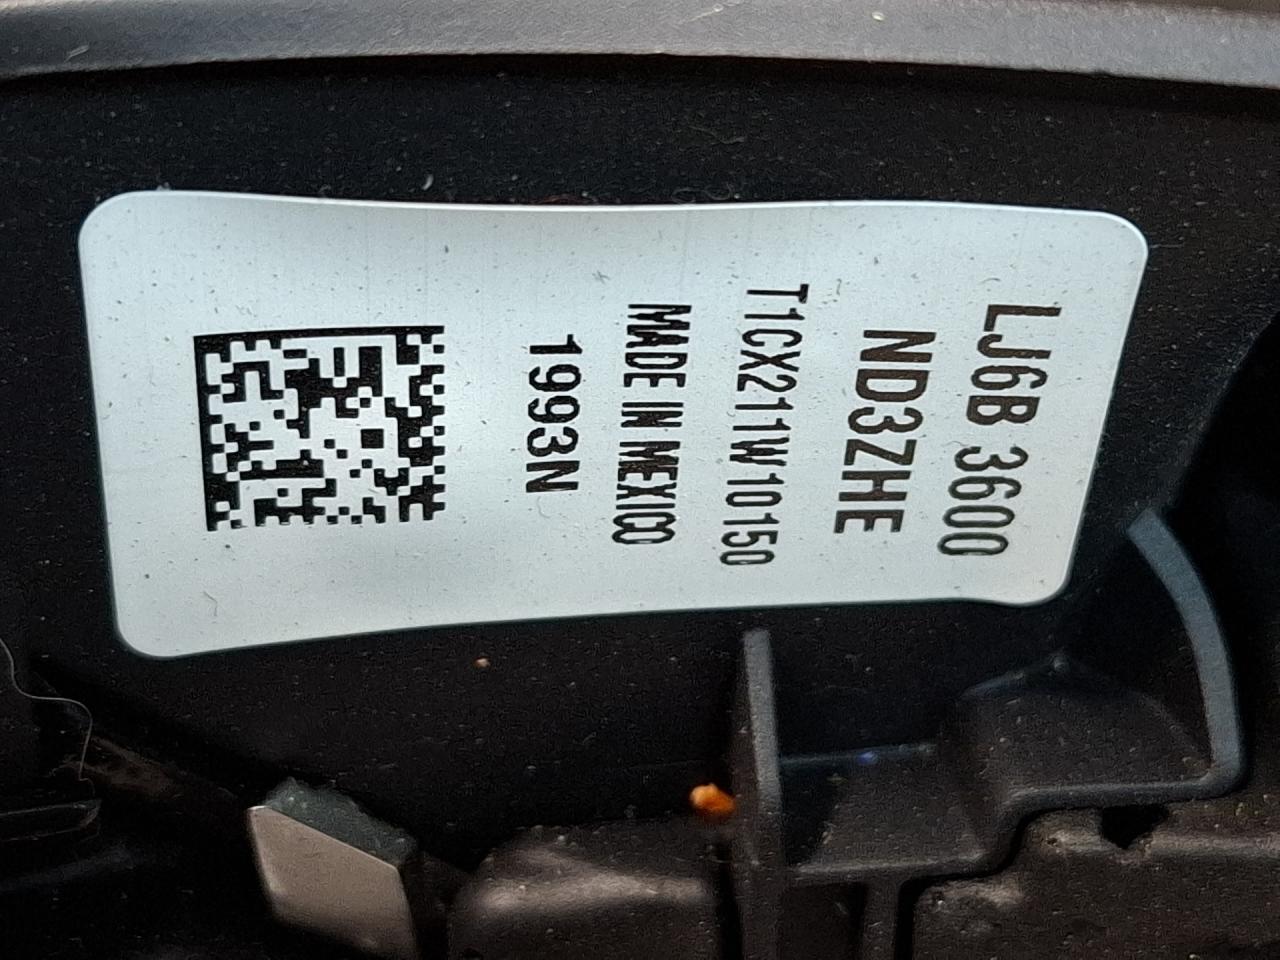 LJ6B 3600
ND3ZHE
T1CX211W10150
MADE IN MEXICO
1993N